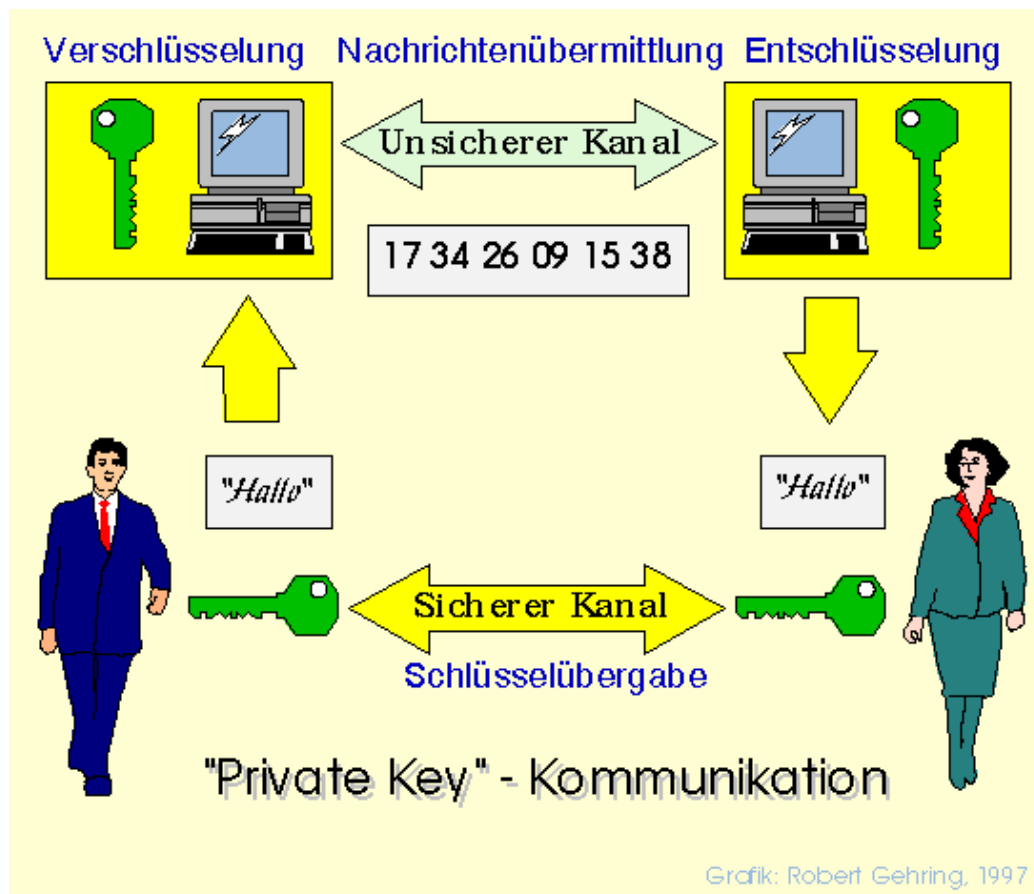 Verschlüsselung
Nachrichtenübermittlung
Entschlüsselung
Unsicherer Kanal
17 34 26 09 15 38
"Hallo"
"Hallo"
Sicherer Kanal
Schlüsselübergabe
"Private Key" - Kommunikation
Grafik: Robert Gehring, 1997